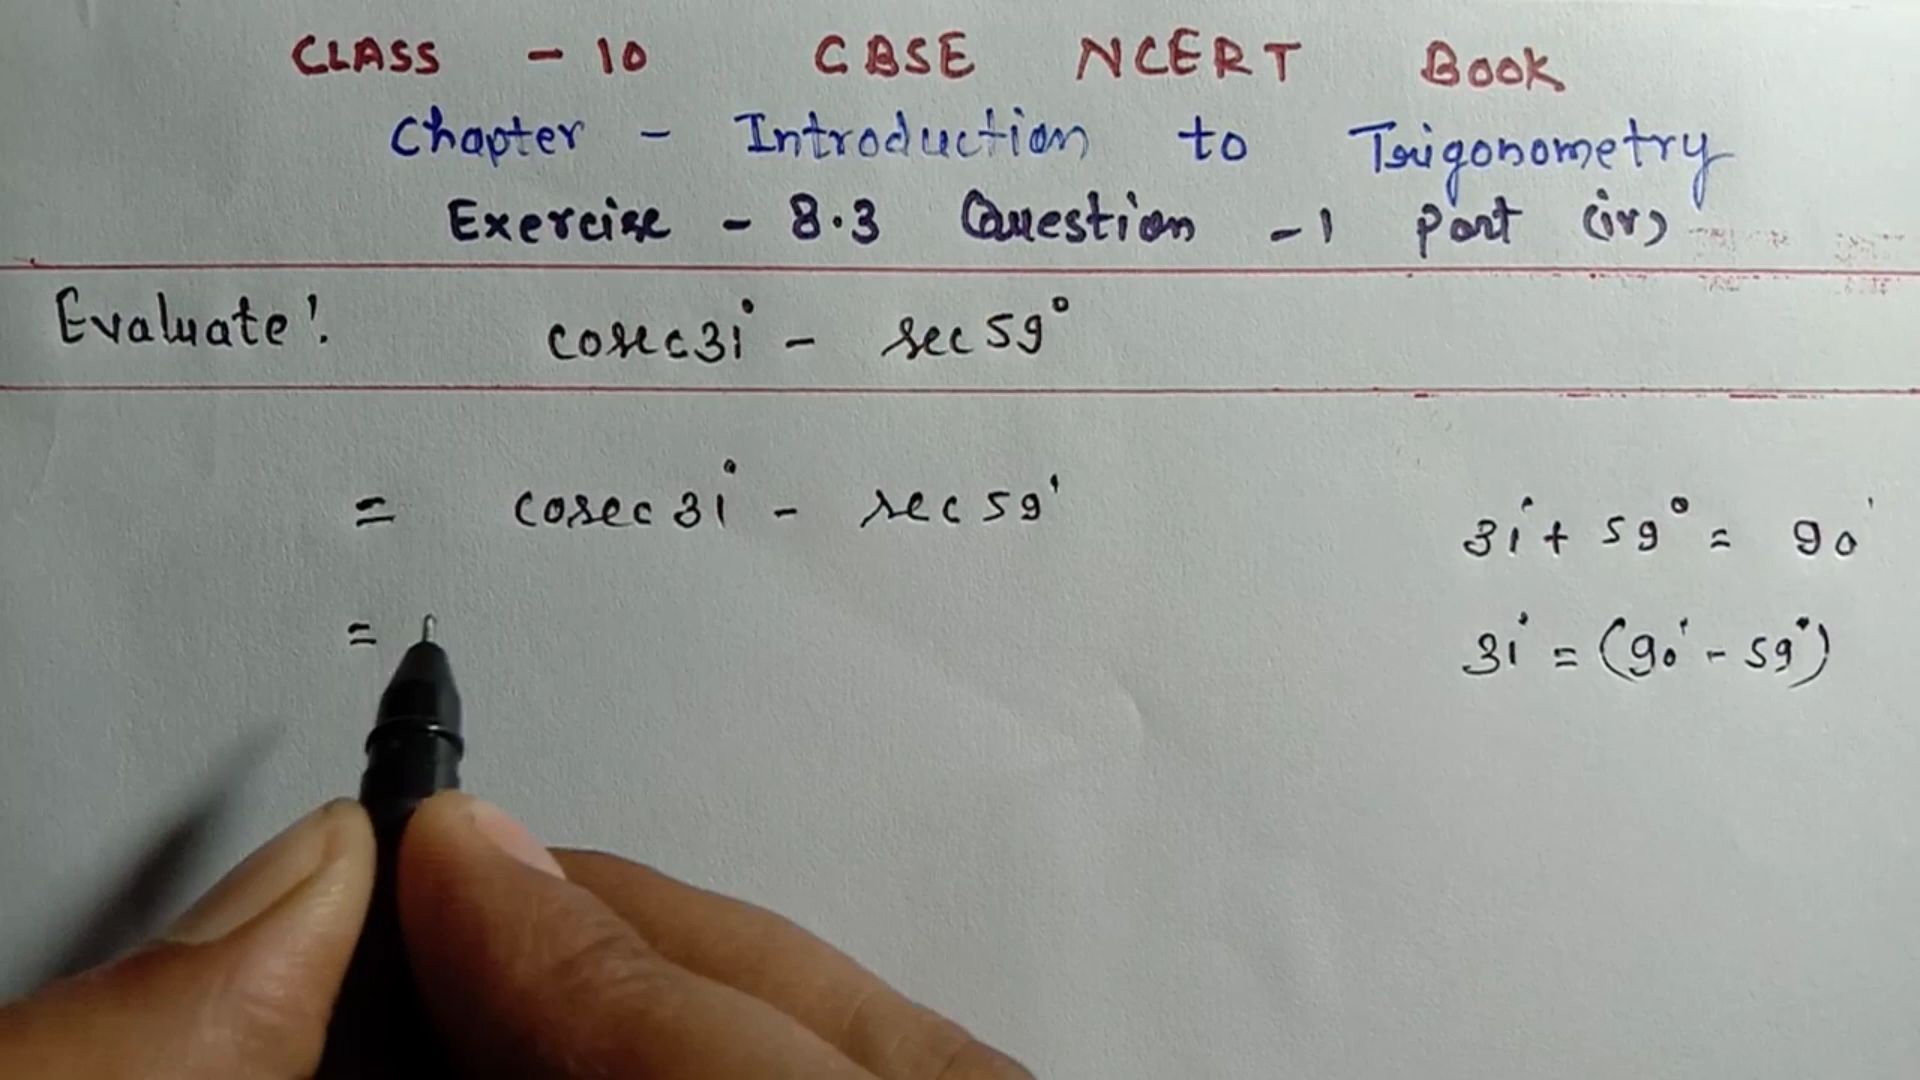 CLASS - 10 CBSE NCERT Book
Chapter - Introduction to Trigonometry
Exercise - 8.3 Question - 1 part (iv)
Evaluate: cosec 31° - sec 59°
= cosec 31° - sec 59°
31° + 59° = 90°
=
31° = (90° - 59°)